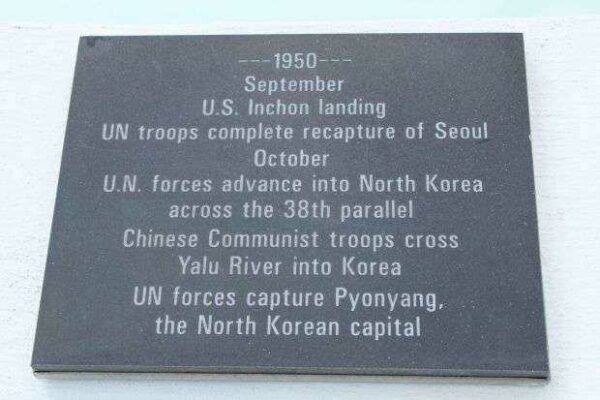 ---1950---
September
U.S. Inchon landing
UN troops complete recapture of Seoul
October
U.N. forces advance into North Korea
across the 38th parallel
Chinese Communist troops cross
Yalu River into Korea
UN forces capture Pyonyang,
the North Korean capital